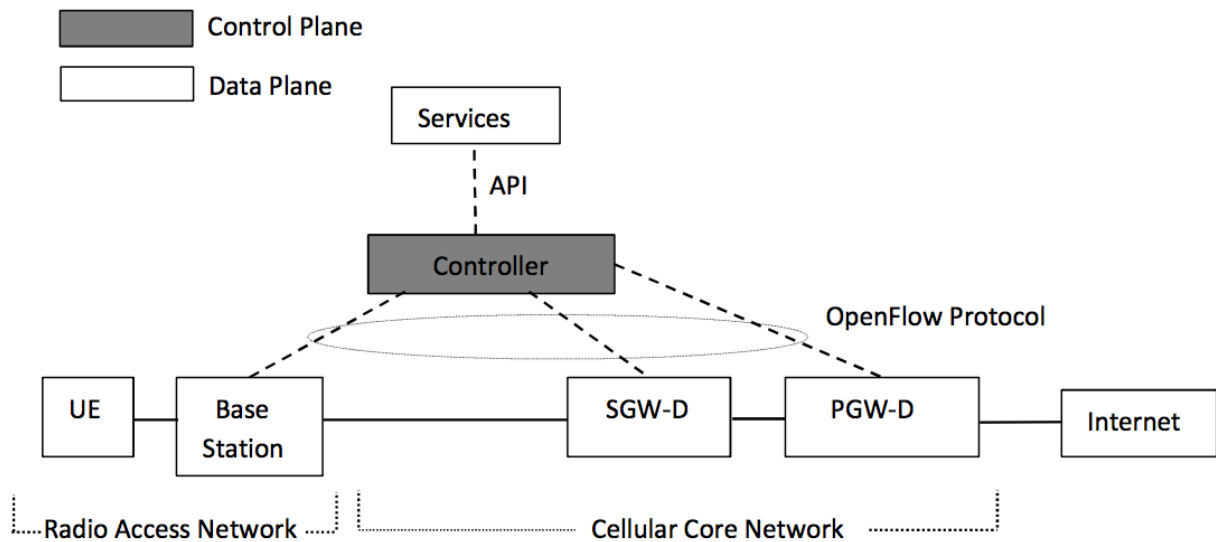 Control Plane
Data Plane
Services
API
Controller
OpenFlow Protocol
UE
Base
Station
SGW-D
PGW-D
Internet
Radio Access Network
Cellular Core Network